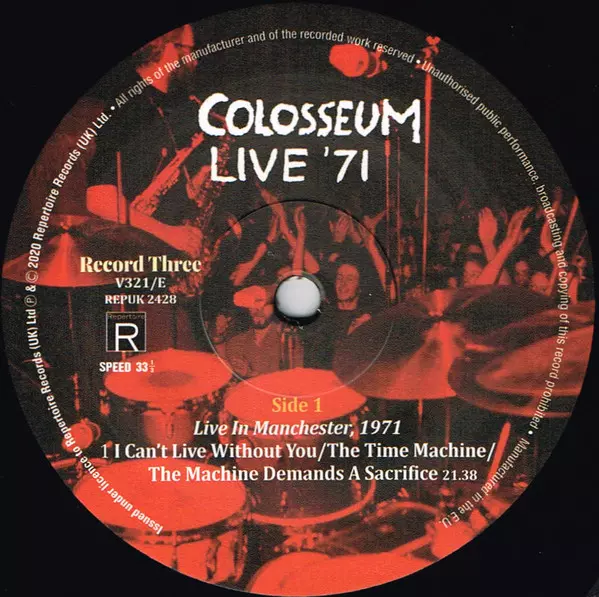 ℗ & © 2020 Repertoire Records (UK) Ltd. • All rights of the manufacturer and of the recorded work reserved • Unauthorised public performance, broadcasting and copying of this record prohibited • Manufactured in the E.U.
COLOSSEUM
LIVE '71
Record Three
V321/E
REPUK 2428
Repertoire
R
SPEED 33 1/3
Side 1
Live In Manchester, 1971
1 I Can't Live Without You/The Time Machine/
The Machine Demands A Sacrifice 21.38
Issued under licence to Repertoire Records (UK) Ltd